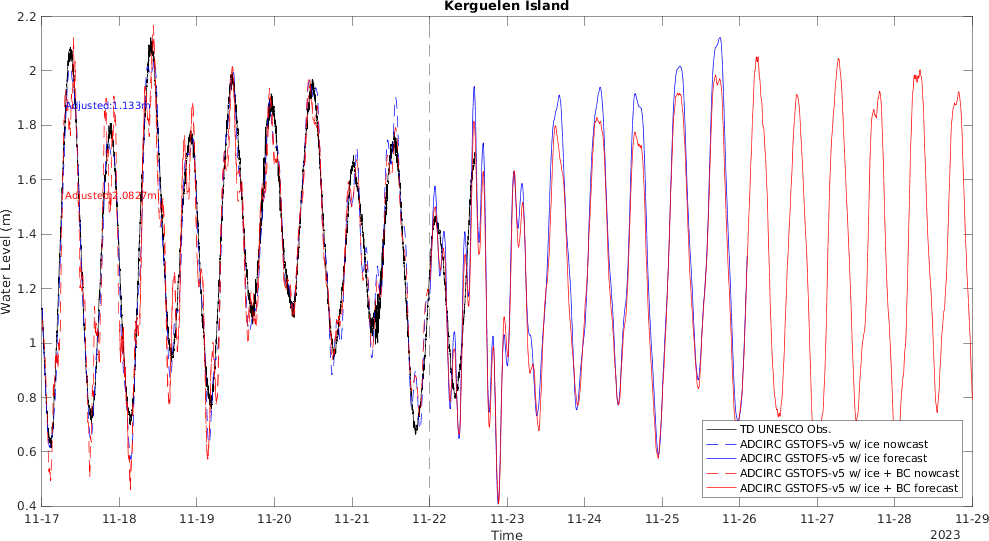 Kerguelen Island
2.2
2
1.8
1.6
1.4
1.2
1
0.8
0.6
0.4
Water Level (m)
Adjusted:1.133m
Adjusted:2.0827m
TD UNESCO Obs.
ADCIRC GSTOFS-v5 w/ ice nowcast
ADCIRC GSTOFS-v5 w/ ice forecast
ADCIRC GSTOFS-v5 w/ ice + BC nowcast
ADCIRC GSTOFS-v5 w/ ice + BC forecast
11-17 11-18 11-19 11-20 11-21 11-22 11-23 11-24 11-25 11-26 11-27 11-28 11-29
Time
2023